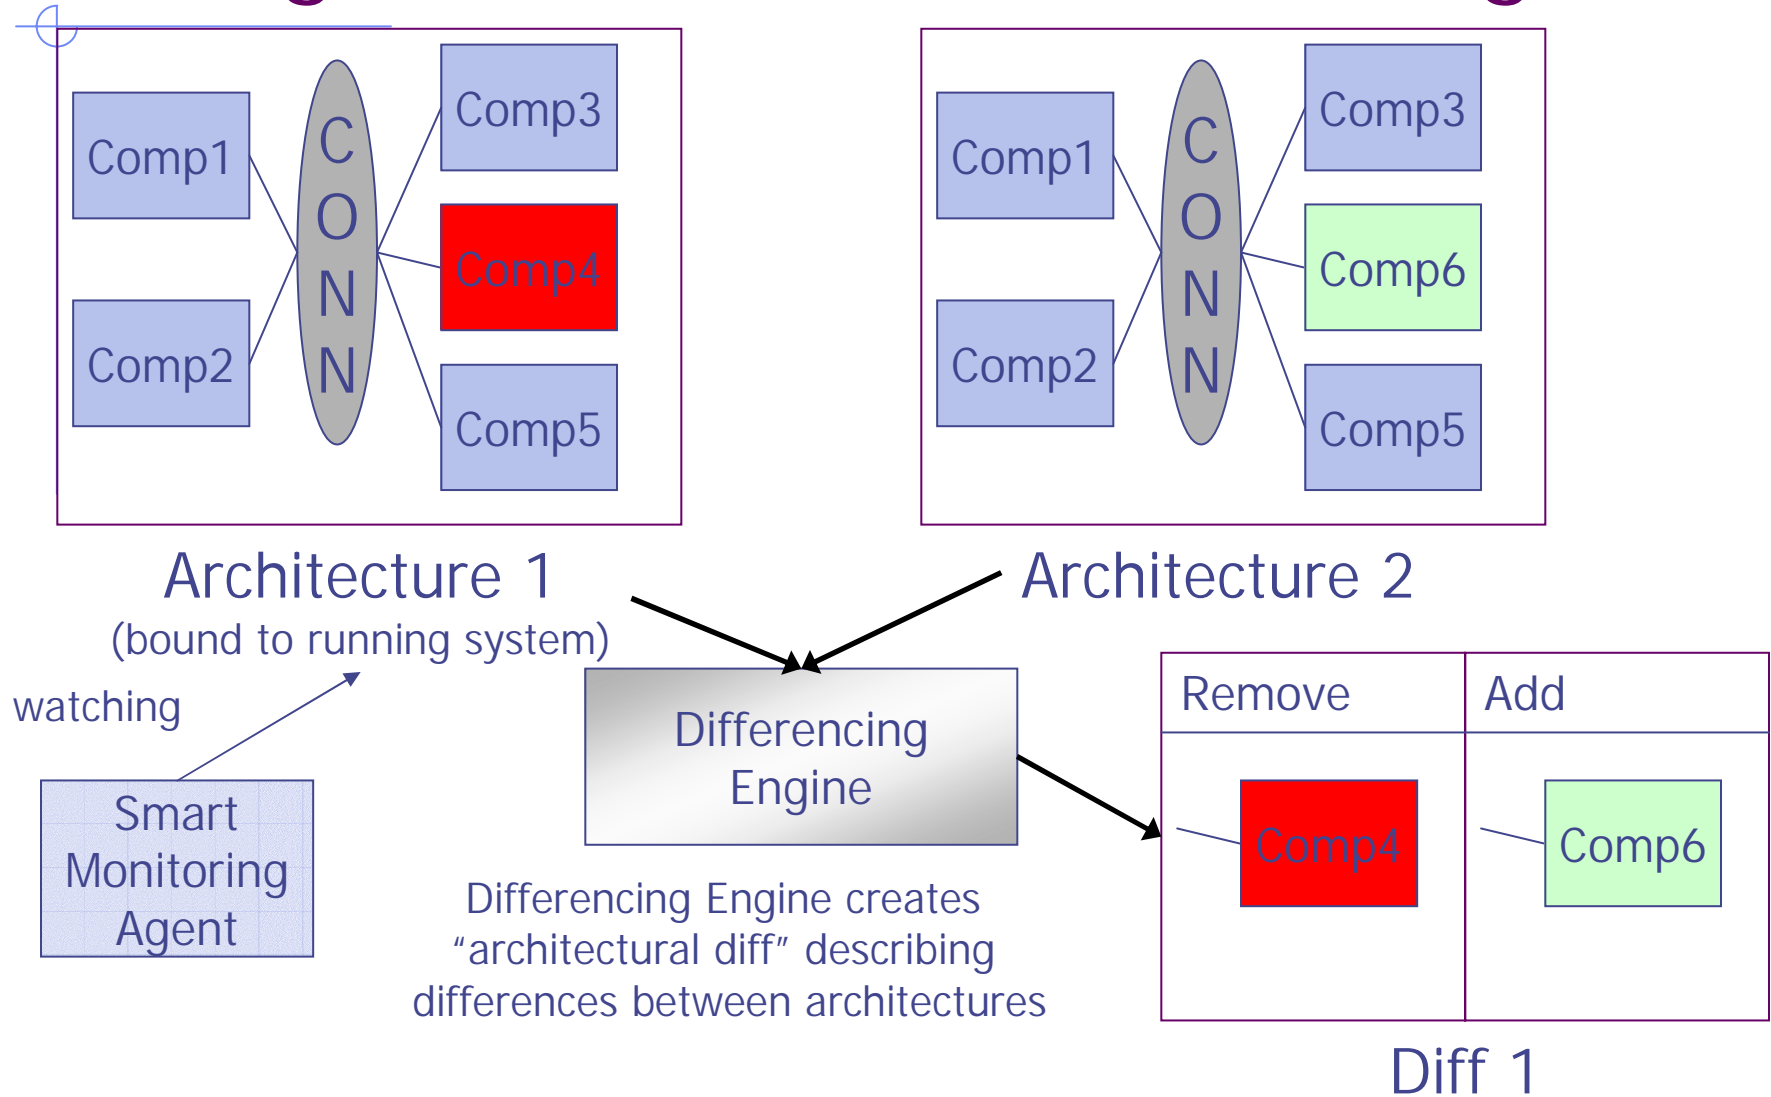 Comp1
Comp2
C
O
N
N
Comp3
Comp4
Comp5
Comp1
Comp2
C
O
N
N
Comp3
Comp6
Comp5
Architecture 1
(bound to running system)
Architecture 2
watching
Smart
Monitoring
Agent
Differencing
Engine
Differencing Engine creates
“architectural diff” describing
differences between architectures
Remove
Add
Comp4
Comp6
Diff 1